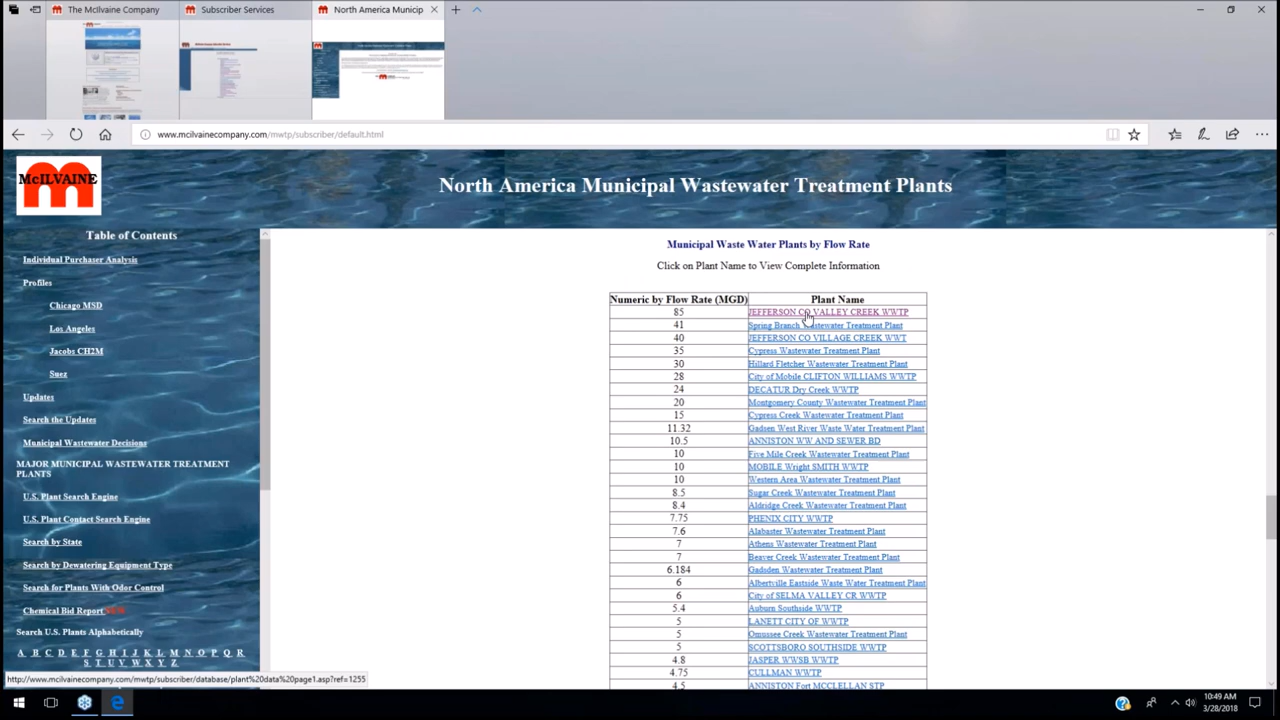 The McIlvaine Company
Subscriber Services
North America Municip
www.mcilvainecompany.com/mwtp/subscriber/default.html
McILVAINE
North America Municipal Wastewater Treatment Plants
Table of Contents
Individual Purchaser Analysis
Profiles
Chicago MSD
Los Angeles
Jacobs CH2M
Suez
Updates
Search the Updates
Municipal Wastewater Decisions
MAJOR MUNICIPAL WASTEWATER TREATMENT
PLANTS
U.S. Plant Search Engine
U.S. Plant Contact Search Engine
Search by State
Search by Dewatering Equipment Type
Search for Plants With Odor Control
Chemical Bid Report
Search U.S. Plants Alphabetically
A B C D E F G H I J K L M N O P Q R
S T U V W X Y Z
Municipal Waste Water Plants by Flow Rate
Click on Plant Name to View Complete Information
Numeric by Flow Rate (MGD) Plant Name
85 JEFFERSON CO VALLEY CREEK WWTP
41 Spring Branch Wastewater Treatment Plant
40 JEFFERSON CO VILLAGE CREEK WWT
35 Cypress Wastewater Treatment Plant
30 Hillard Fletcher Wastewater Treatment Plant
28 City of Mobile CLIFTON WILLIAMS WWTP
24 DECATUR Dry Creek WWTP
20 Montgomery County Wastewater Treatment Plant
15 Cypress Creek Wastewater Treatment Plant
11.32 Gadsen West River Waste Water Treatment Plant
10.5 ANNISTON WW AND SEWER BD
10 Five Mile Creek Wastewater Treatment Plant
10 MOBILE Wright SMITH WWTP
10 Western Area Wastewater Treatment Plant
8.5 Sugar Creek Wastewater Treatment Plant
8.4 Aldridge Creek Wastewater Treatment Plant
7.75 PHENIX CITY WWTP
7.6 Alabaster Wastewater Treatment Plant
7 Athens Wastewater Treatment Plant
7 Beaver Creek Wastewater Treatment Plant
6.184 Gadsden Wastewater Treatment Plant
6 Albertville Eastside Waste Water Treatment Plant
6 City of SELMA VALLEY CR WWTP
5.4 Auburn Southside WWTP
5 LANETT CITY OF WWTP
5 Omussee Creek Wastewater Treatment Plant
5 SCOTTSBORO SOUTHSIDE WWTP
4.8 JASPER WWSB WWTP
4.75 CULLMAN WWTP
4.5 ANNISTON Fort MCCLELLAN STP
http://www.mcilvainecompany.com/mwtp/subscriber/database/plant%20data%20page1.asp?ref=1255
10:49 AM
3/28/2018